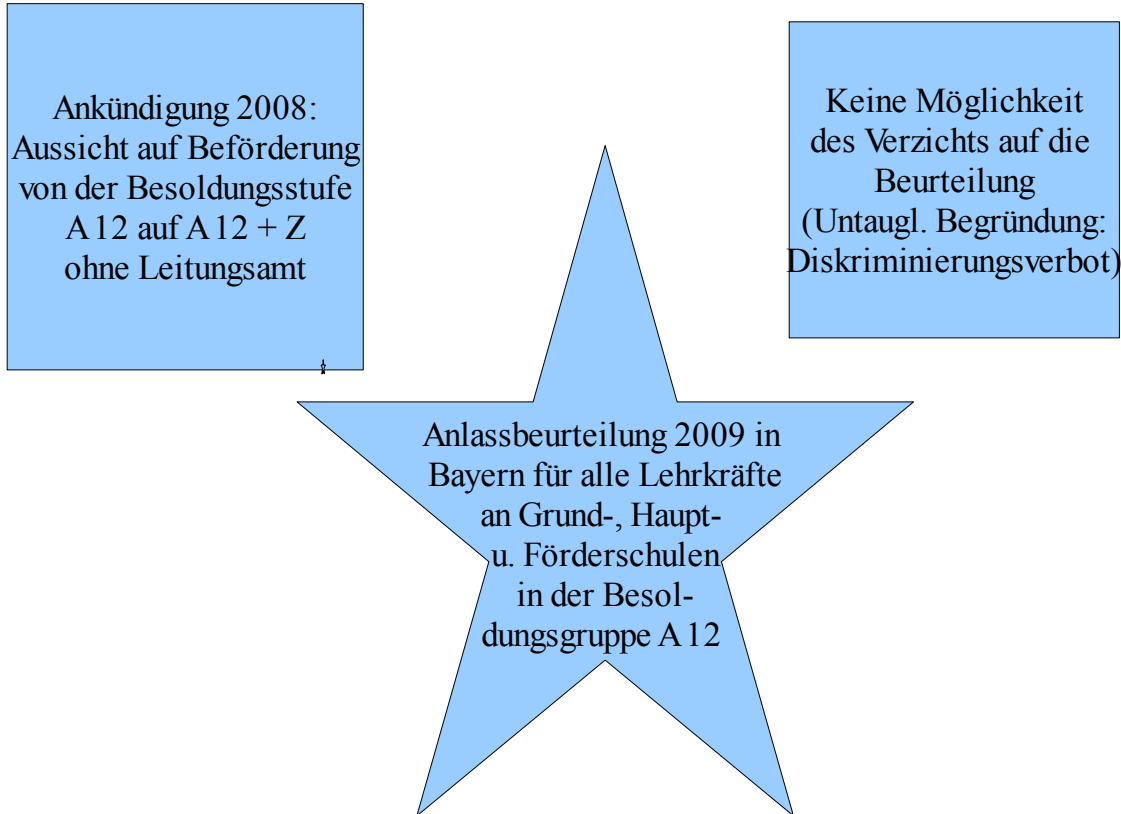 Ankündigung 2008:
Aussicht auf Beförderung
von der Besoldungsstufe
A 12 auf A 12 + Z
ohne Leitungsamt
Keine Möglichkeit
des Verzichts auf die
Beurteilung
(Untaugl. Begründung:
Diskriminierungsverbot)
Anlassbeurteilung 2009 in
Bayern für alle Lehrkräfte
an Grund-, Haupt-
u. Förderschulen
in der Besol-
dungsgruppe A 12